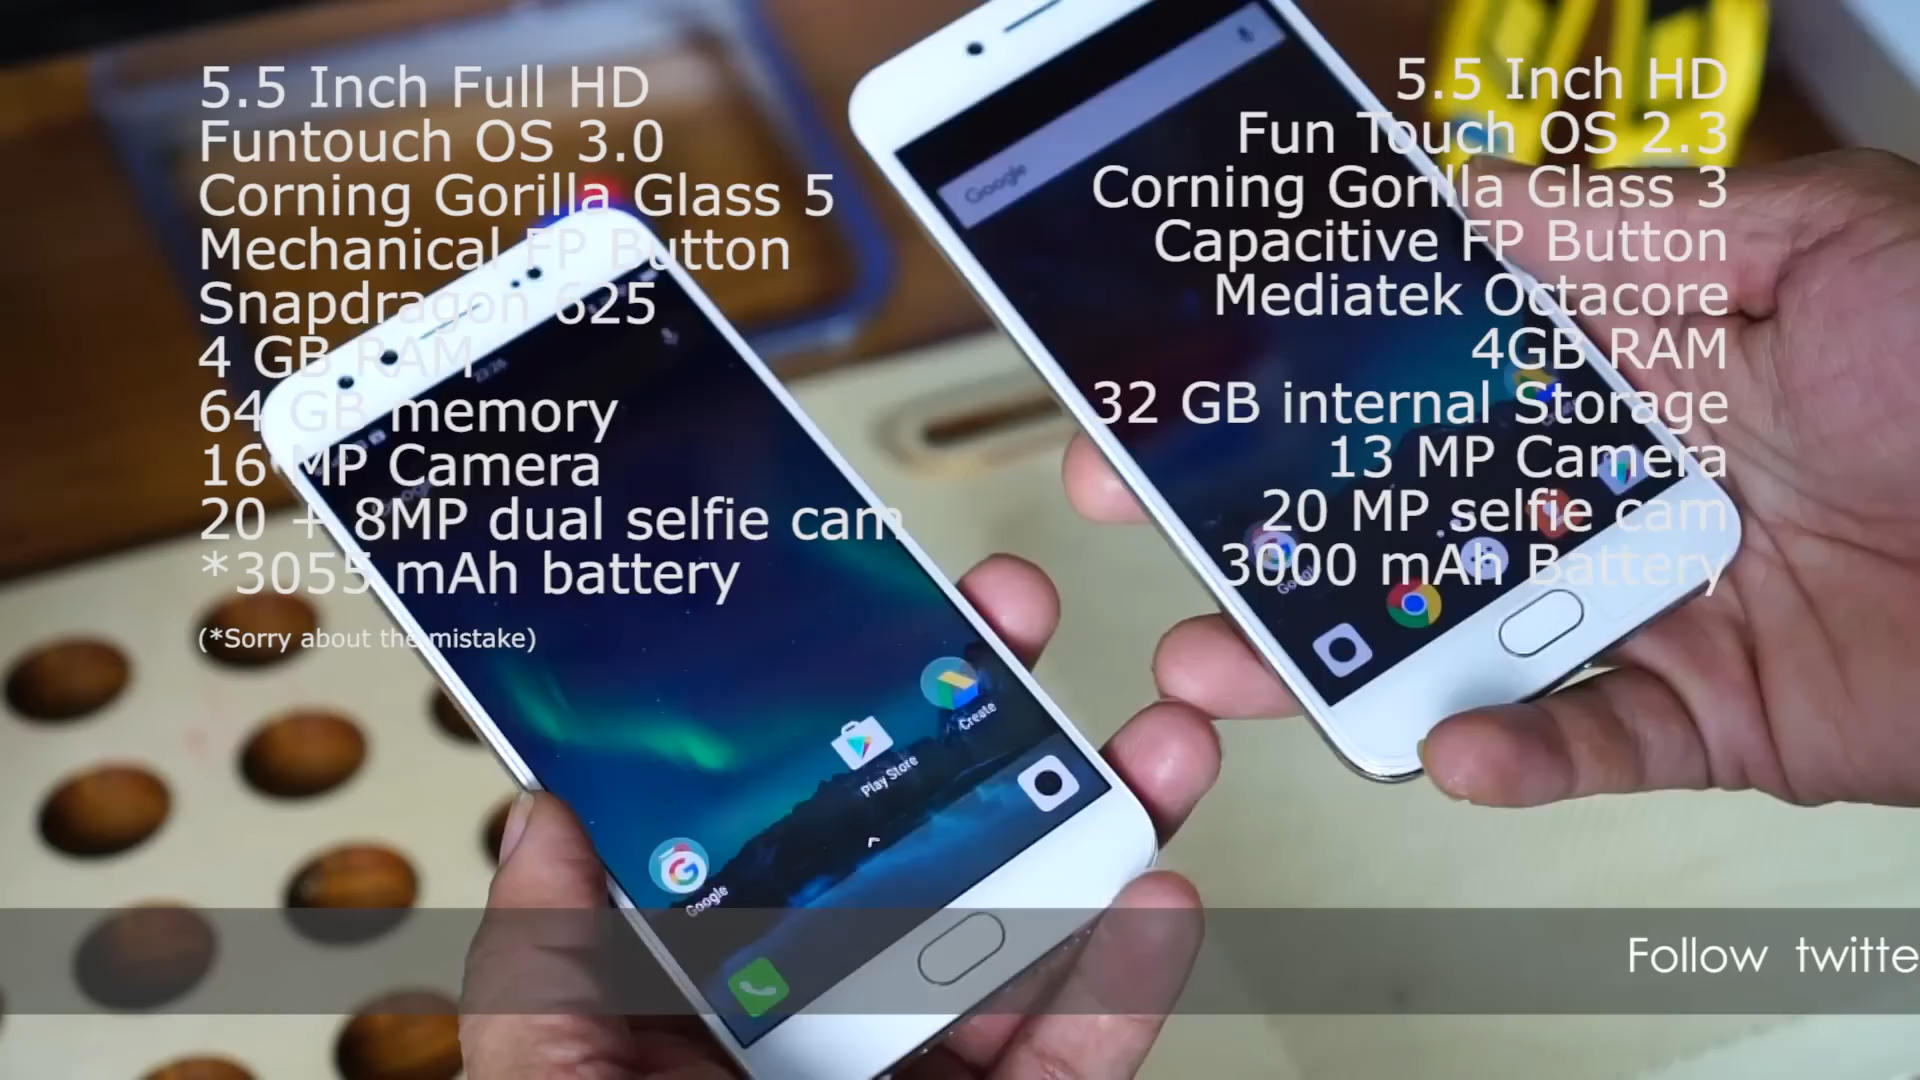 5.5 Inch Full HD
Funtouch OS 3.0
Corning Gorilla Glass 5
Mechanical FP Button
Snapdragon 625
4 GB RAM
64 GB memory
16 MP Camera
20 + 8MP dual selfie cam
*3055 mAh battery
(*Sorry about the mistake)
5.5 Inch HD
Fun Touch OS 2.3
Corning Gorilla Glass 3
Capacitive FP Button
Mediatek Octacore
4GB RAM
32 GB internal Storage
13 MP Camera
20 MP selfie cam
3000 mAh Battery
Google
Create
Play Store
Google
Follow twitte